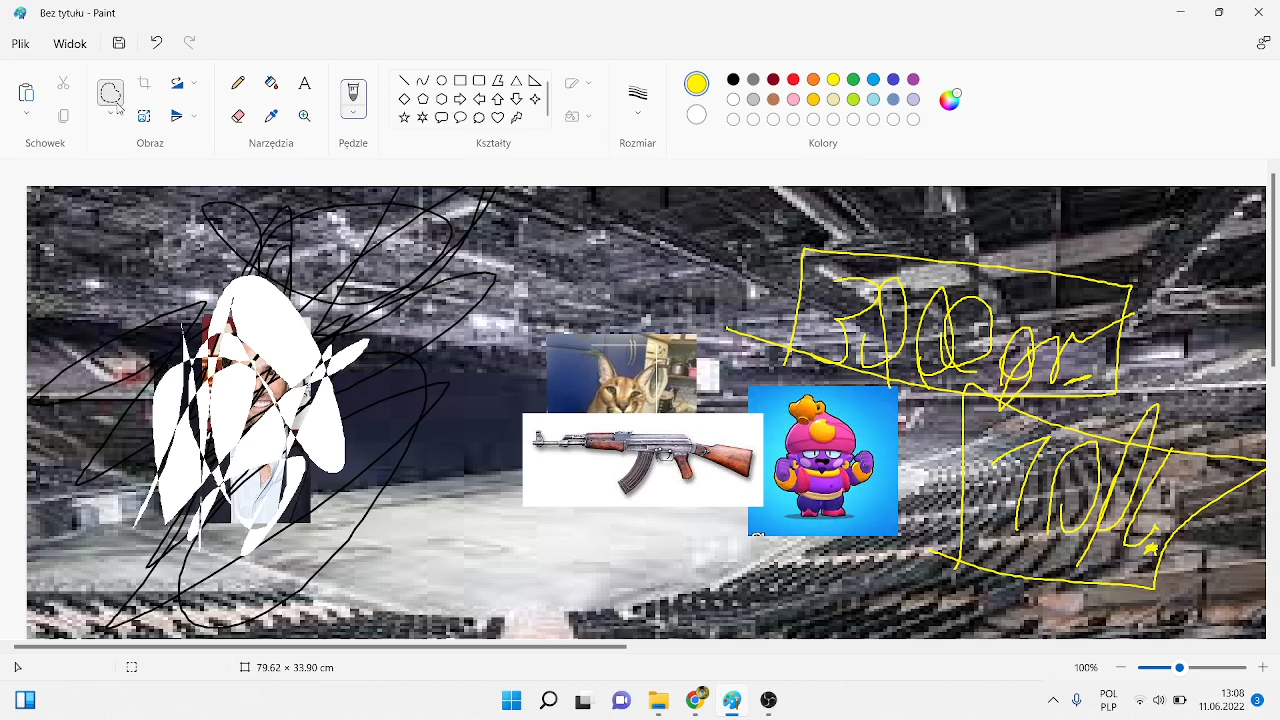 Bez tytułu - Paint
Plik Widok
Schowek Obraz Narzędzia Pędzle Kształty Rozmiar Kolory
79.62 × 33.90 cm 100%
POL 13:08
PLP 11.06.2022 3